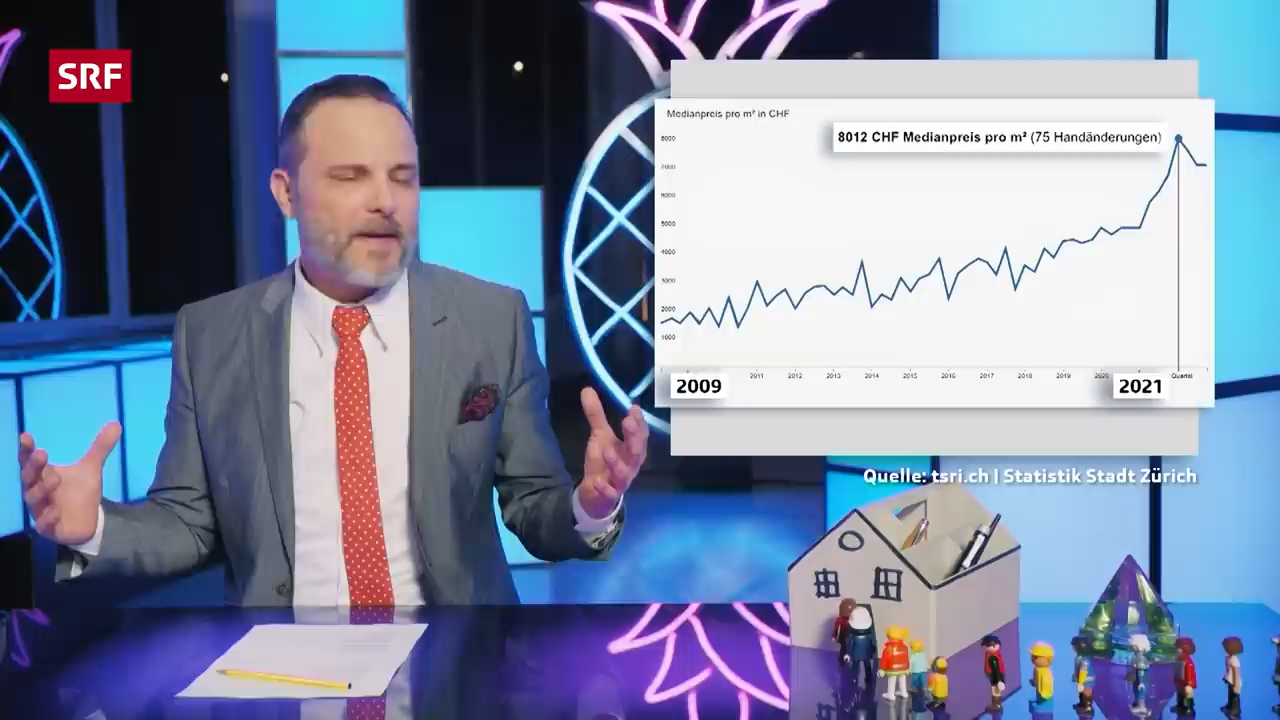 SRF
Medianpreis pro m² in CHF
8012 CHF Medianpreis pro m² (75 Handänderungen)
8000
7000
6000
5000
4000
3000
2000
1000
2011 2012 2013 2014 2015 2016 2017 2018 2019 2020 Quartal
2009 2021
Quelle: tsri.ch | Statistik Stadt Zürich